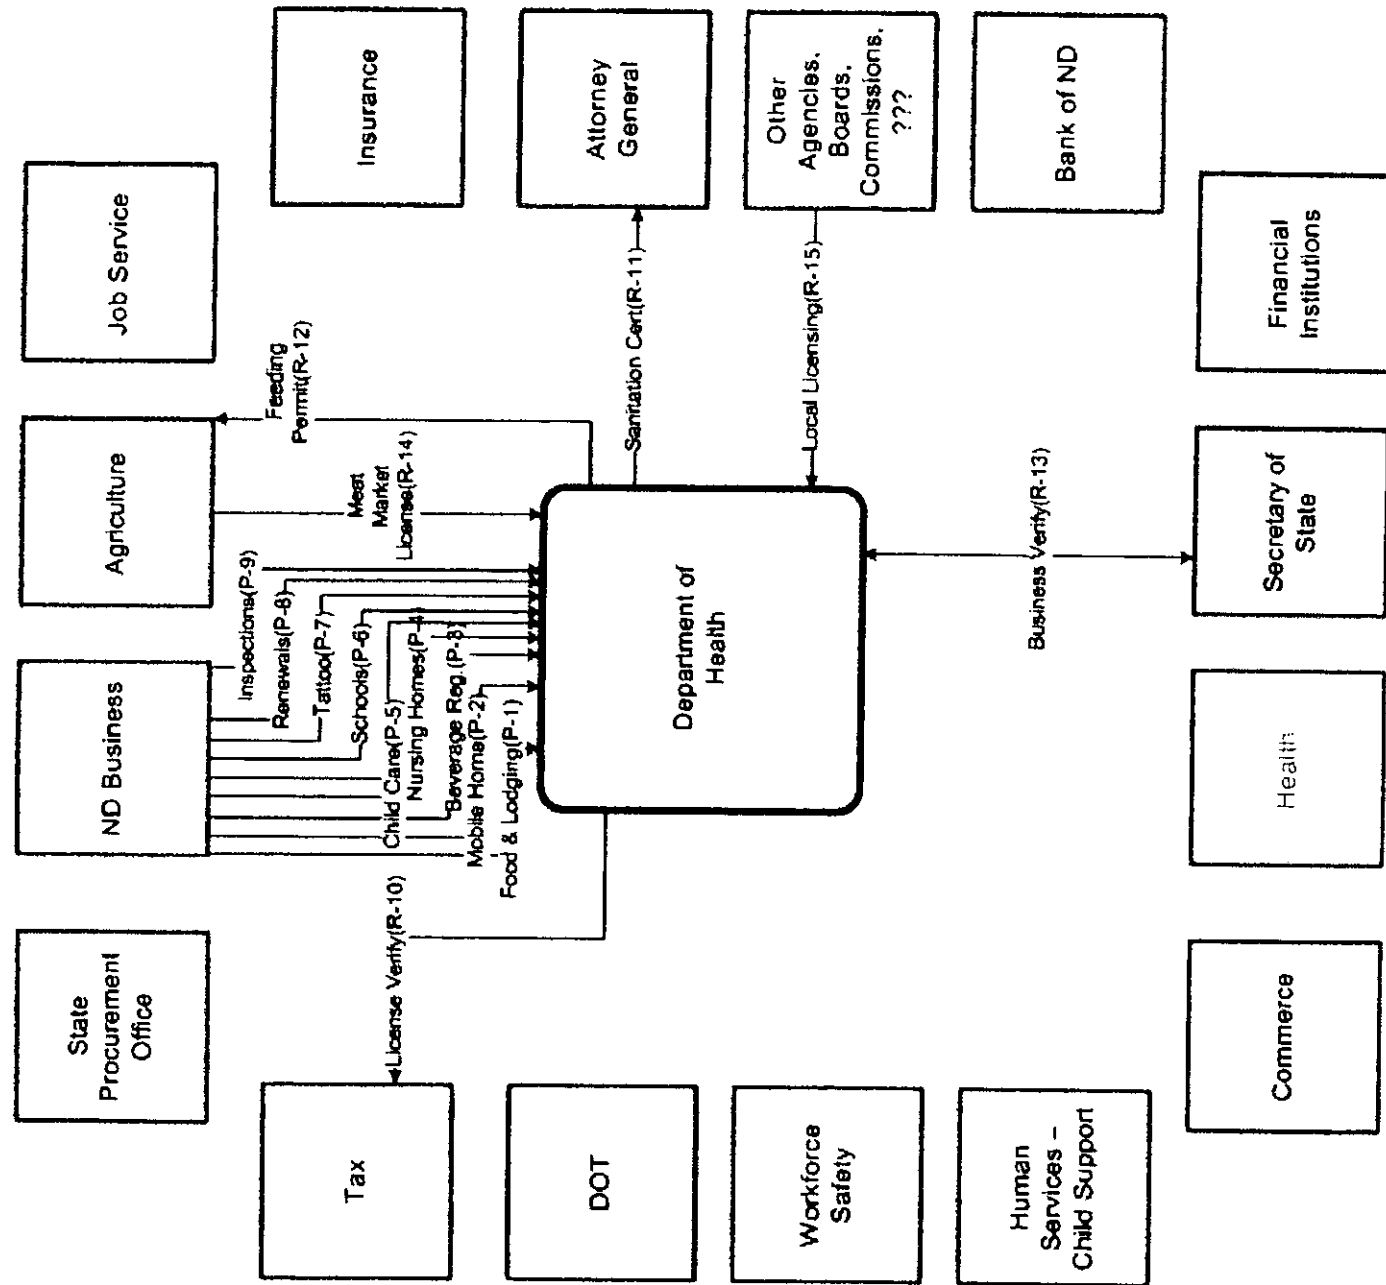 State
Procurement
Office
ND Business
Agriculture
Job Service
Inspections(P-9)
Renewals(P-8)
Tattoo(P-7)
Schools(P-6)
Child Care(P-5)
Nursing Homes(P-4)
Beverage Reg.(P-3)
Mobile Home(P-2)
Food & Lodging(P-1)
Meat
Market
License(R-14)
Feeding
Permit(R-12)
Tax
License Verify(R-10)
Insurance
DOT
Sanitation Cert(R-11)
Attorney
General
Department of
Health
Workforce
Safety
Local Licensing(R-15)
Other
Agencies,
Boards,
Commissions,
???
Human
Services –
Child Support
Business Verify(R-13)
Bank of ND
Commerce
Health
Secretary of
State
Financial
Institutions